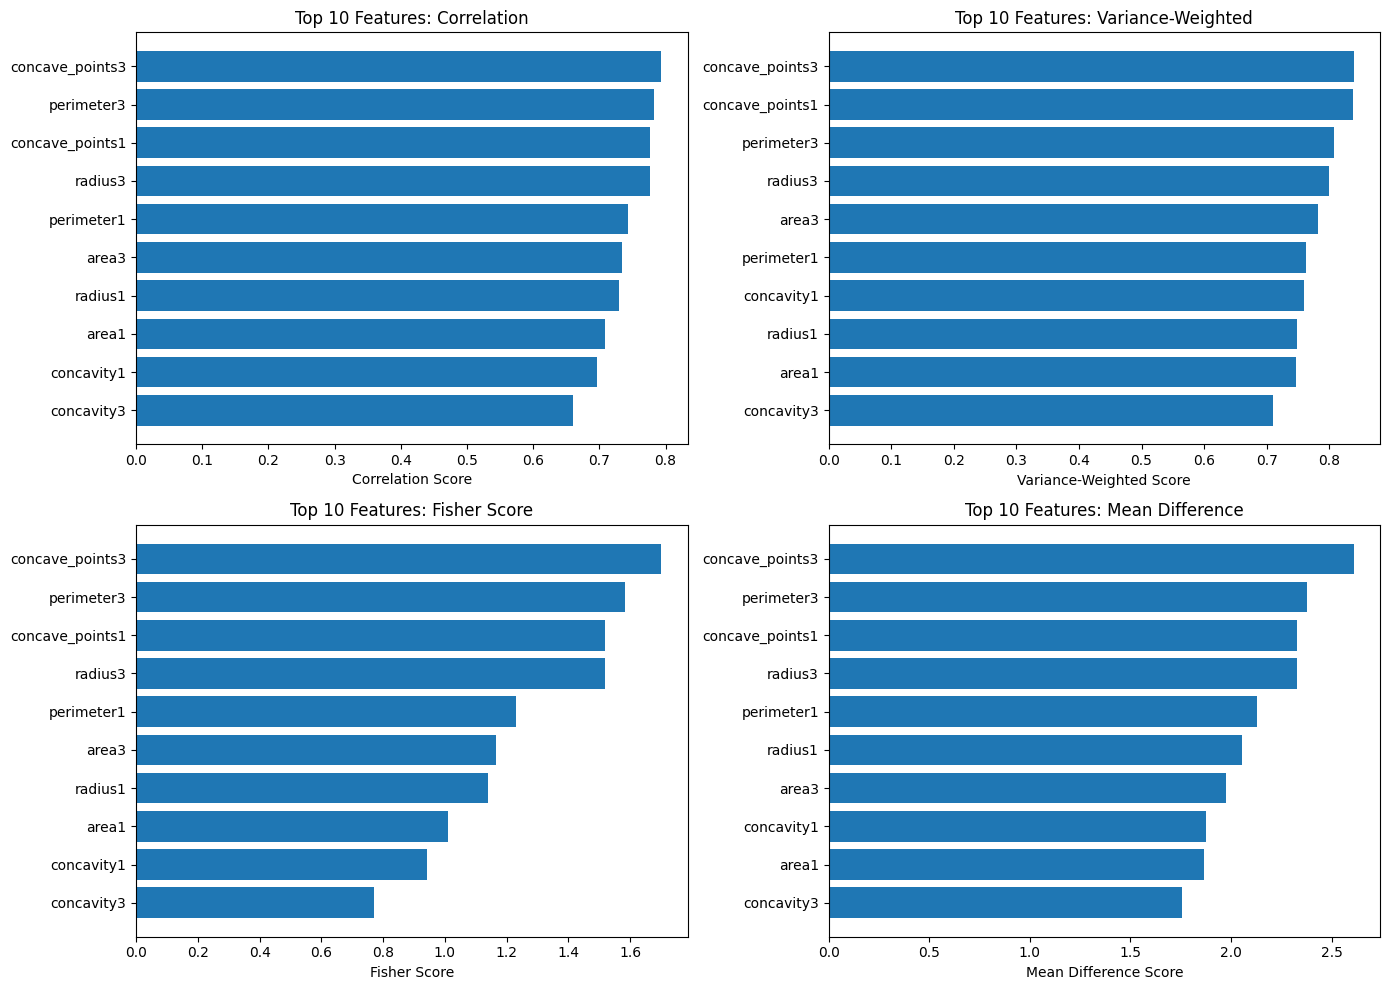 Top 10 Features: Correlation
concave_points3
perimeter3
concave_points1
radius3
perimeter1
area3
radius1
area1
concavity1
concavity3
0.0 0.1 0.2 0.3 0.4 0.5 0.6 0.7 0.8
Correlation Score
Top 10 Features: Variance-Weighted
concave_points3
concave_points1
perimeter3
radius3
area3
perimeter1
concavity1
radius1
area1
concavity3
0.0 0.1 0.2 0.3 0.4 0.5 0.6 0.7 0.8
Variance-Weighted Score
Top 10 Features: Fisher Score
concave_points3
perimeter3
concave_points1
radius3
perimeter1
area3
radius1
area1
concavity1
concavity3
0.0 0.2 0.4 0.6 0.8 1.0 1.2 1.4 1.6
Fisher Score
Top 10 Features: Mean Difference
concave_points3
perimeter3
concave_points1
radius3
perimeter1
radius1
area3
concavity1
area1
concavity3
0.0 0.5 1.0 1.5 2.0 2.5
Mean Difference Score